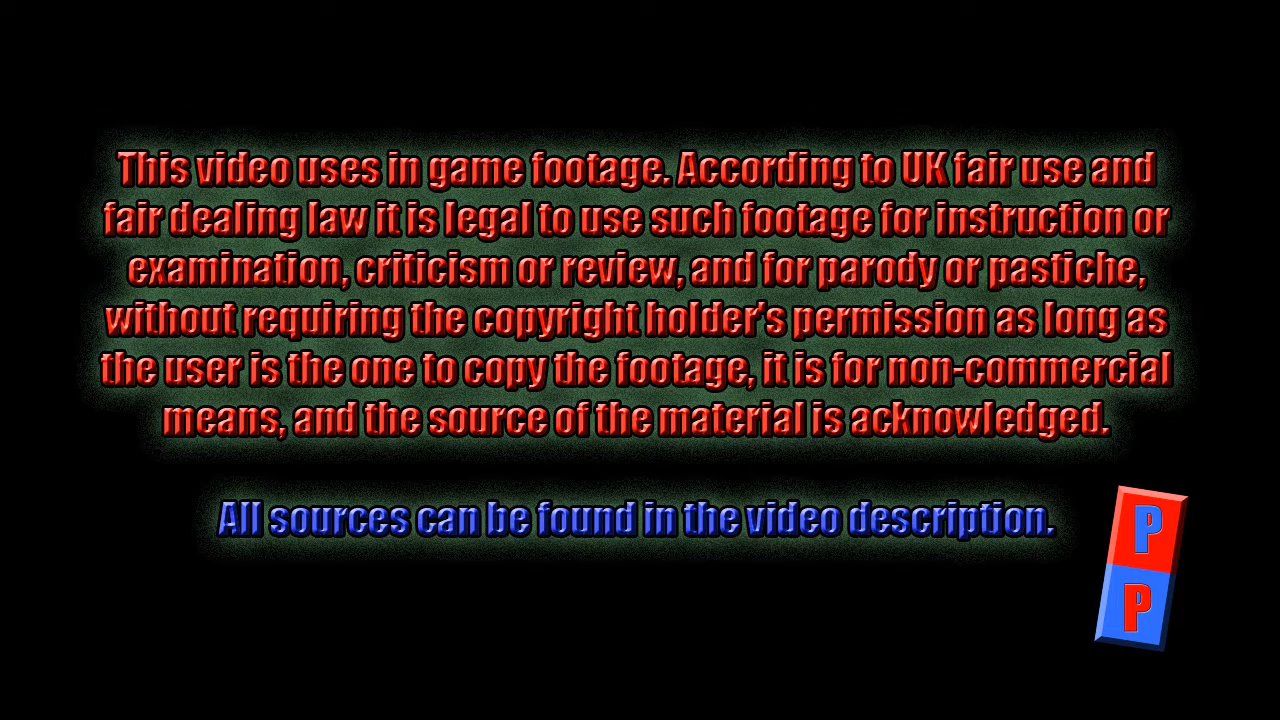 This video uses in game footage. According to UK fair use and
fair dealing law it is legal to use such footage for instruction or
examination, criticism or review, and for parody or pastiche,
without requiring the copyright holder's permission as long as
the user is the one to copy the footage, it is for non-commercial
means, and the source of the material is acknowledged.
All sources can be found in the video description.
P
P